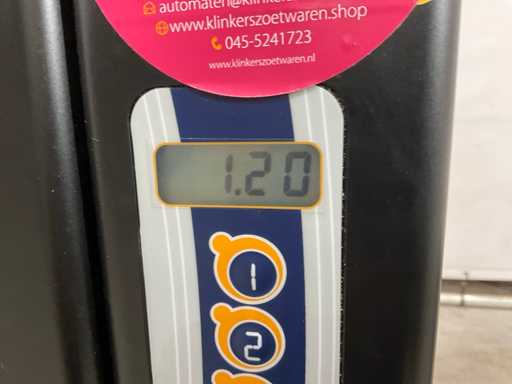 www.klinkerszoetwaren.shop
045-5241723
www.klinkerszoetwaren.nl
1.20
1
2